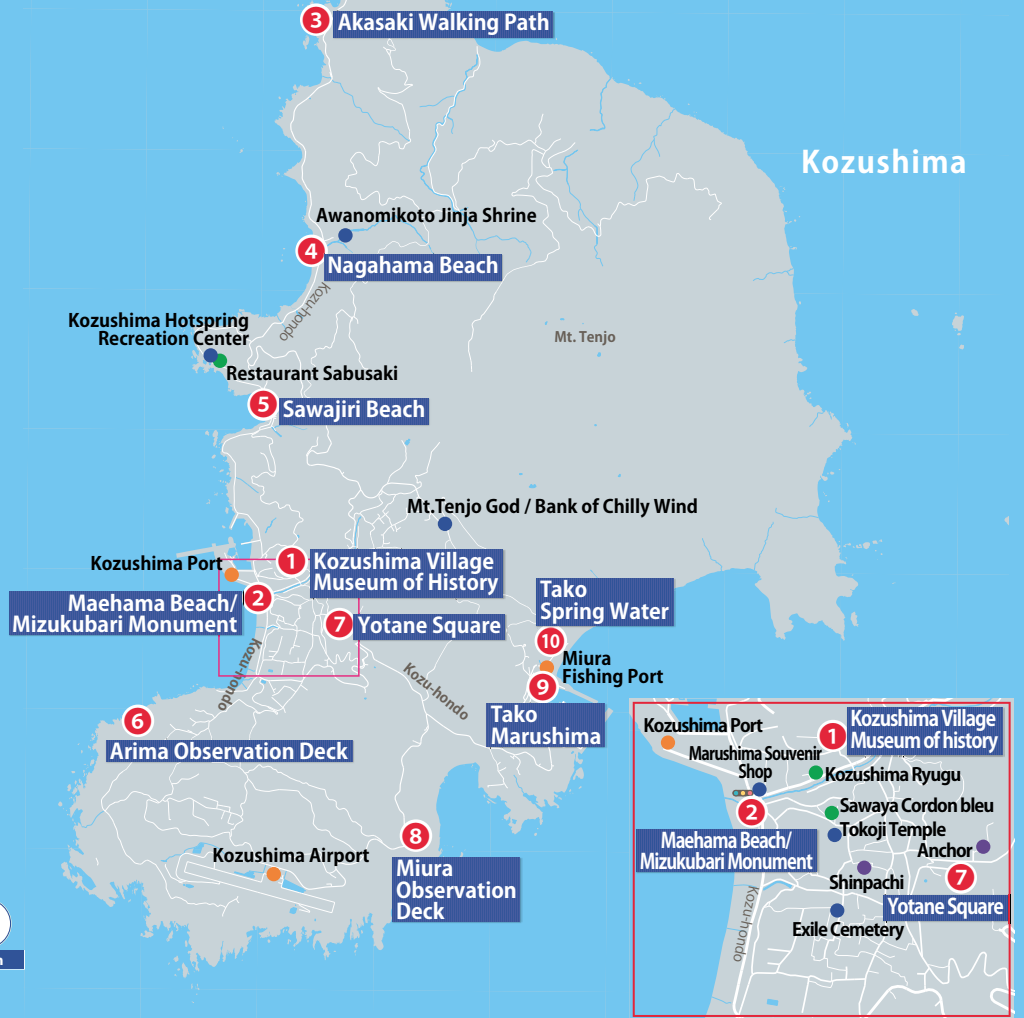 3 Akasaki Walking Path
Kozushima
Awanomikoto Jinja Shrine
4
Nagahama Beach
Kozu-hondo
Kozushima Hotspring
Recreation Center
Mt. Tenjo
Restaurant Sabusaki
5 Sawajiri Beach
Mt.Tenjo God / Bank of Chilly Wind
Kozushima Port
1 Kozushima Village
Museum of History
2 Maehama Beach/
Mizukubari Monument
7 Yotane Square
Tako
Spring Water
10
Miura
Fishing Port
9
Tako
Marushima
Kozu-hondo
Kozu-hondo
6
Arima Observation Deck
8
Miura
Observation
Deck
Kozushima Airport
Kozushima Port
1 Kozushima Village
Museum of history
Marushima Souvenir
Shop
Kozushima Ryugu
2
Maehama Beach/
Mizukubari Monument
Sawaya Cordon bleu
Tokoji Temple
Anchor
Shinpachi
7
Yotane Square
Exile Cemetery
Kozu-hondo